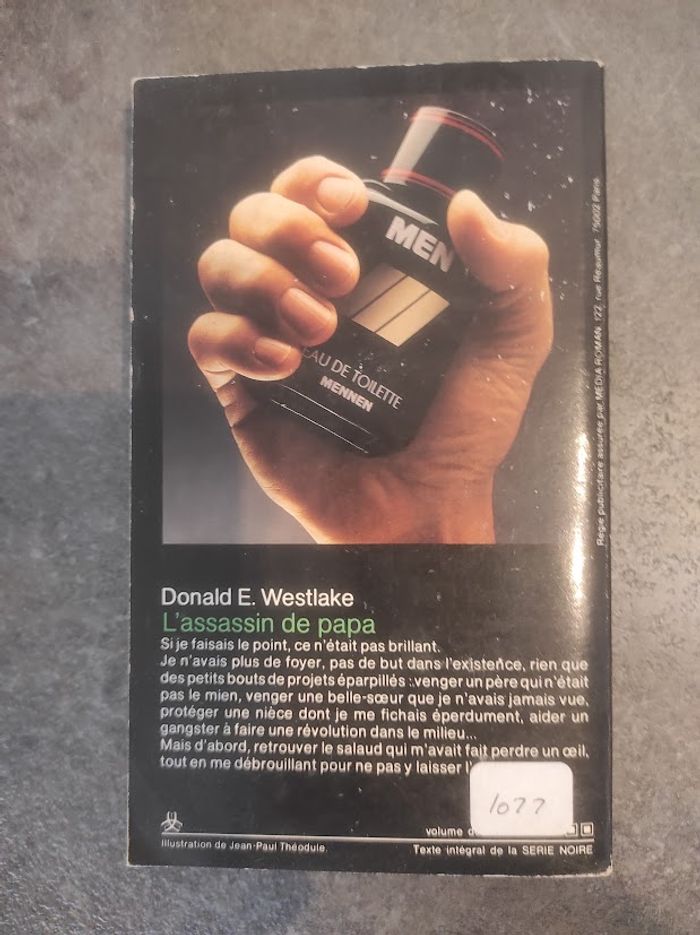 MEN
EAU DE TOILETTE
MENNEN
Régie publicitaire assurée par MEDIA ROMAN. 122, rue Réaumur. 75002 Paris
Donald E. Westlake
L'assassin de papa
Si je faisais le point, ce n'était pas brillant.
Je n'avais plus de foyer, pas de but dans l'existence, rien que
des petits bouts de projets éparpillés : venger un père qui n'était
pas le mien, venger une belle-sœur que je n'avais jamais vue,
protéger une nièce dont je me fichais éperdument, aider un
gangster à faire une révolution dans le milieu...
Mais d'abord, retrouver le salaud qui m'avait fait perdre un œil,
tout en me débrouillant pour ne pas y laisser l'
1077
volume
Illustration de Jean-Paul Théodule.
Texte intégral de la SERIE NOIRE